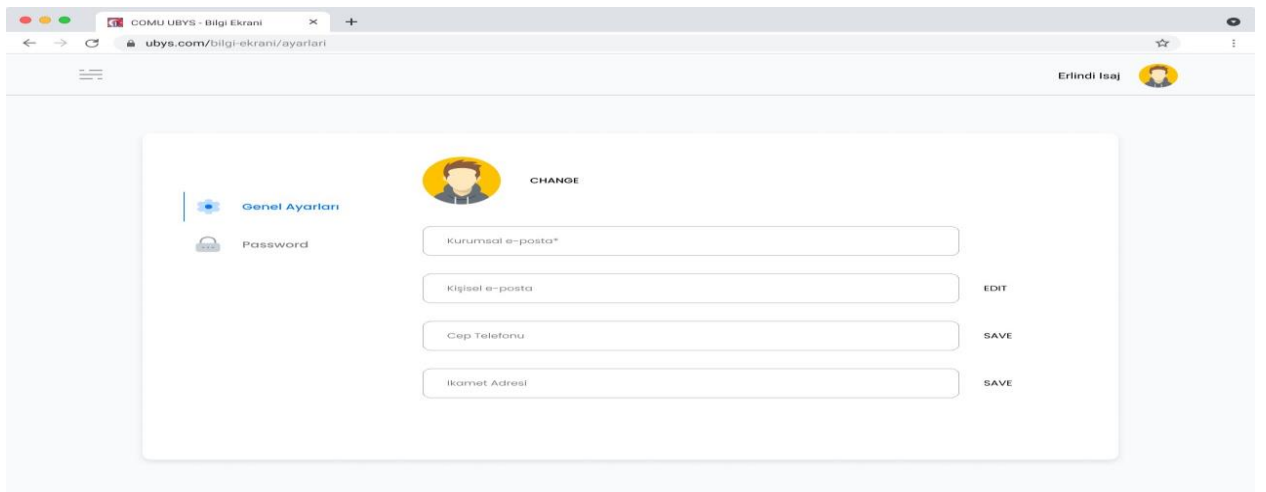 COMU UBYS - Bilgi Ekrani
ubys.com/bilgi-ekrani/ayarlari
Erlindi Isaj
CHANGE
Genel Ayarları
Password
Kurumsal e-posta*
Kişisel e-posta
EDIT
Cep Telefonu
SAVE
Ikamet Adresi
SAVE